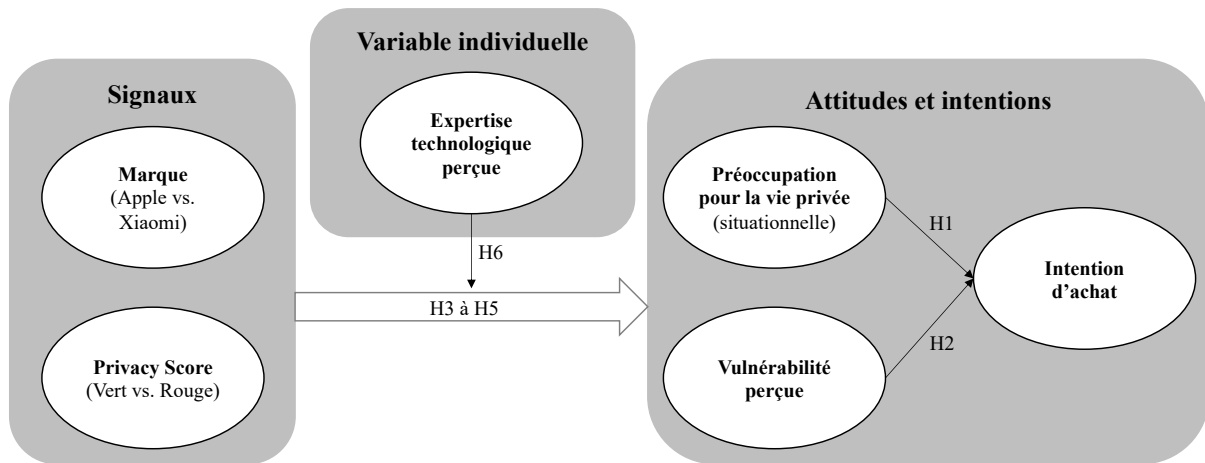 Signaux
Marque
(Apple vs.
Xiaomi)
Privacy Score
(Vert vs. Rouge)
Variable individuelle
Expertise
technologique
perçue
H6
H3 à H5
Attitudes et intentions
Préoccupation
pour la vie privée
(situationnelle)
H1
Vulnérabilité
perçue
H2
Intention
d’achat